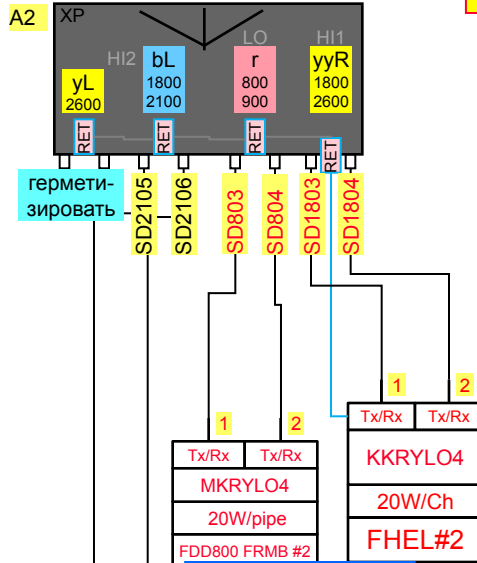 A2
XP
LO
HI1
HI2
bL
1800
2100
r
800
900
yyR
1800
2600
yL
2600
RET
RET
RET
RET
гермети-
зировать
SD2105
SD2106
SD803
SD804
SD1803
SD1804
1
2
Tx/Rx
Tx/Rx
KKRYLO4
20W/Ch
FHEL#2
1
2
Tx/Rx
Tx/Rx
MKRYLO4
20W/pipe
FDD800 FRMB #2